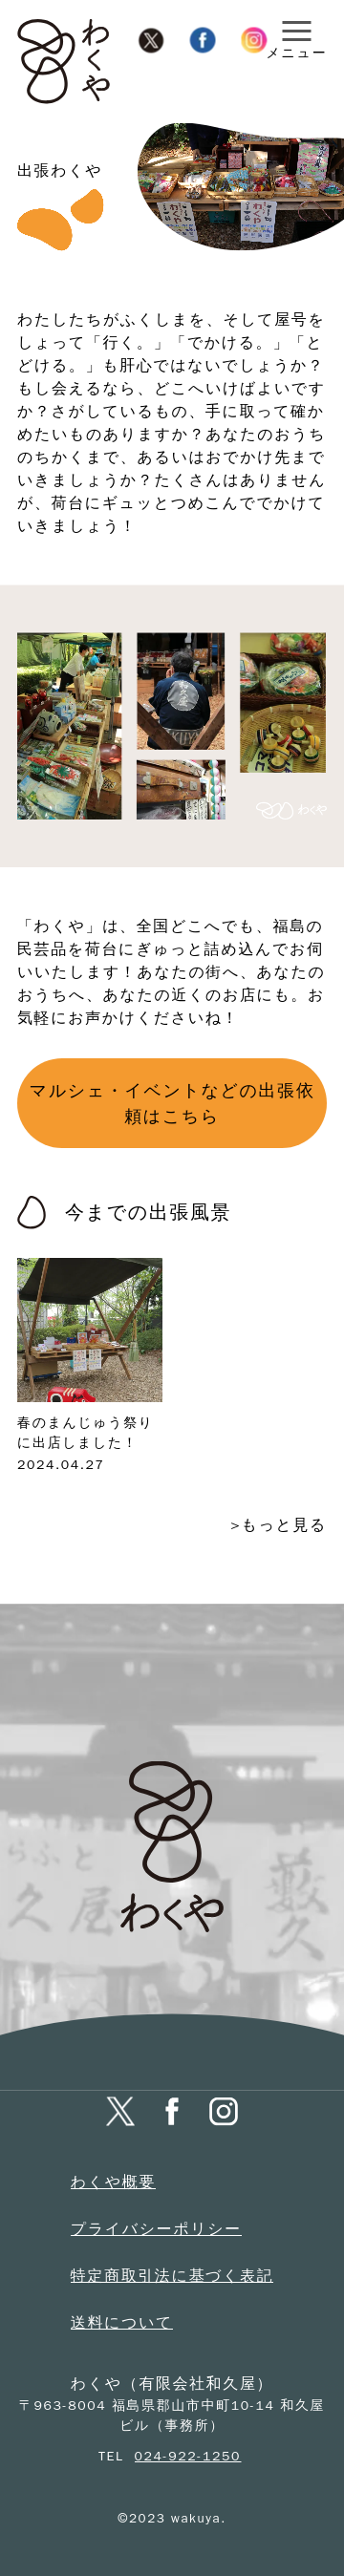 わくや
メニュー
出張わくや
わたしたちがふくしまを、そして屋号を
しょって「行く。」「でかける。」「と
どける。」も肝心ではないでしょうか？
もし会えるなら、どこへいけばよいです
か？さがしているもの、手に取って確か
めたいものありますか？あなたのおうち
のちかくまで、あるいはおでかけ先まで
いきましょうか？たくさんはありません
が、荷台にギュッとつめこんででかけて
いきましょう！
わくや
「わくや」は、全国どこへでも、福島の
民芸品を荷台にぎゅっと詰め込んでお伺
いいたします！あなたの街へ、あなたの
おうちへ、あなたの近くのお店にも。お
気軽にお声かけくださいね！
マルシェ・イベントなどの出張依
頼はこちら
今までの出張風景
春のまんじゅう祭り
に出店しました！
2024.04.27
>もっと見る
わくや
わくや概要
プライバシーポリシー
特定商取引法に基づく表記
送料について
わくや（有限会社和久屋）
〒963-8004 福島県郡山市中町10-14 和久屋
ビル（事務所）
TEL 024-922-1250
©2023 wakuya.